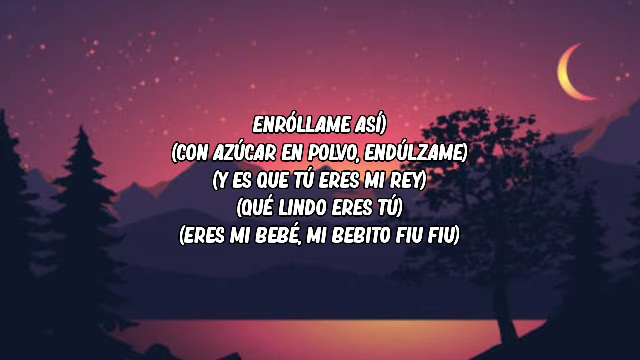 ENRÓLLAME ASÍ)
(CON AZÚCAR EN POLVO, ENDÚLZAME)
(Y ES QUE TÚ ERES MI REY)
(QUÉ LINDO ERES TÚ)
(ERES MI BEBÉ, MI BEBITO FIU FIU)